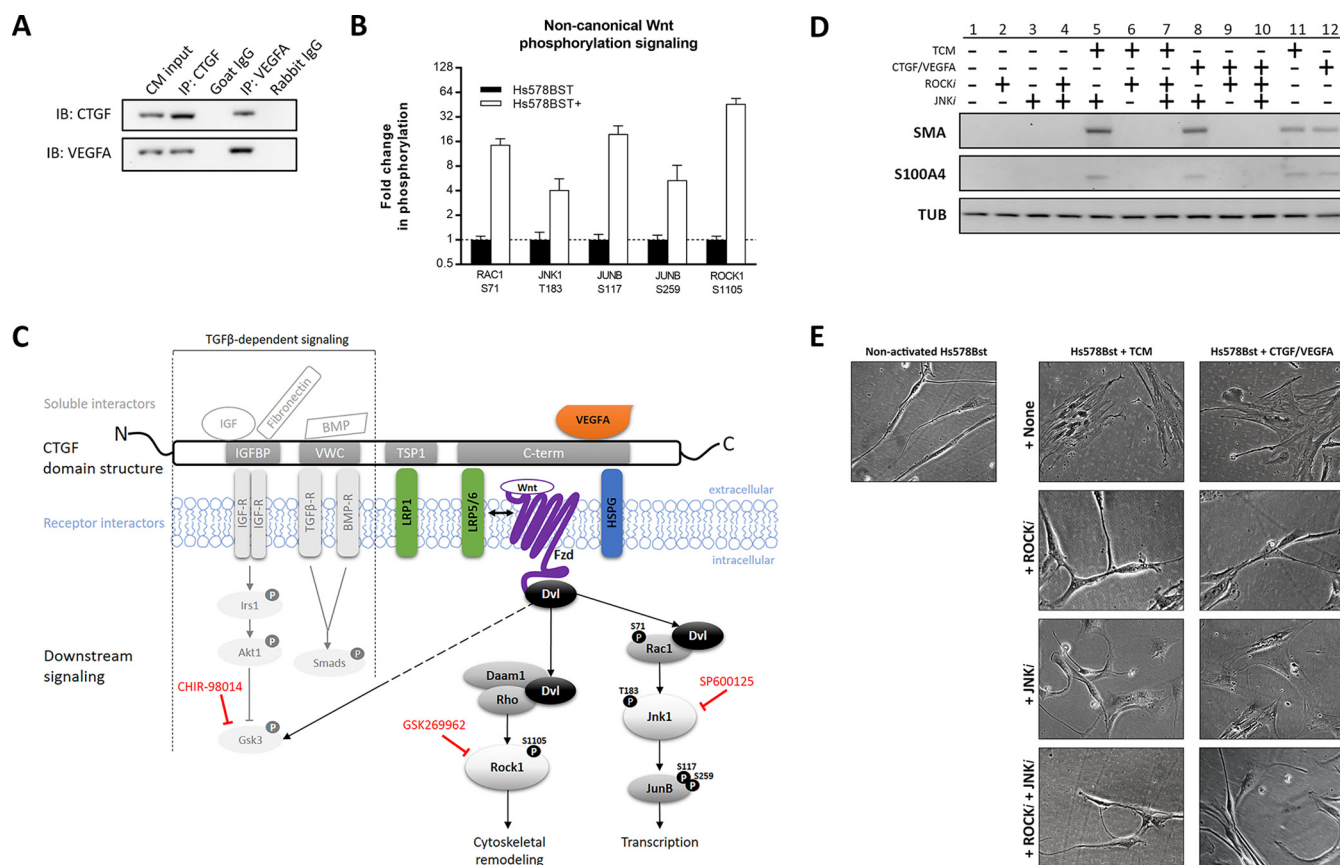 A
CM input
IP: CTGF
Goat IgG
IP: VEGFA
Rabbit IgG
IB: CTGF
IB: VEGFA
B
Non-canonical Wnt
phosphorylation signaling
Fold change
in phosphorylation
128
64
32
16
8
4
2
1
0.5
Hs578BST
Hs578BST+
RAC1
S71
JNK1
T183
JUNB
S117
JUNB
S259
ROCK1
S1105
C
TGFβ-dependent signaling
Soluble interactors
IGF
Fibronectin
BMP
VEGFA
N
C
CTGF
domain structure
IGFBP
VWC
TSP1
C-term
Receptor interactors
IGF-R
IGF-R
TGFβ-R
BMP-R
LRP1
LRP5/6
Wnt
HSPG
extracellular
intracellular
Fzd
Dvl
Downstream
signaling
Irs1
P
Akt1
P
Smads
P
CHIR-98014
Gsk3
P
Daam1
Rho
Dvl
GSK269962
S1105
P
Rock1
Cytoskeletal
remodeling
S71
P
Rac1
Dvl
SP600125
T183
P
Jnk1
S117
P
S259
P
JunB
Transcription
D
1 2 3 4 5 6 7 8 9 10 11 12
TCM − − − − + + + − − − + −
CTGF/VEGFA − − − − − − − + + + − +
ROCKi − + − + − + + − + + − −
JNKi − − + + + − + + − + − −
SMA
S100A4
TUB
E
Non-activated Hs578Bst
Hs578Bst + TCM
Hs578Bst + CTGF/VEGFA
+ None
+ ROCKi
+ JNKi
+ ROCKi + JNKi